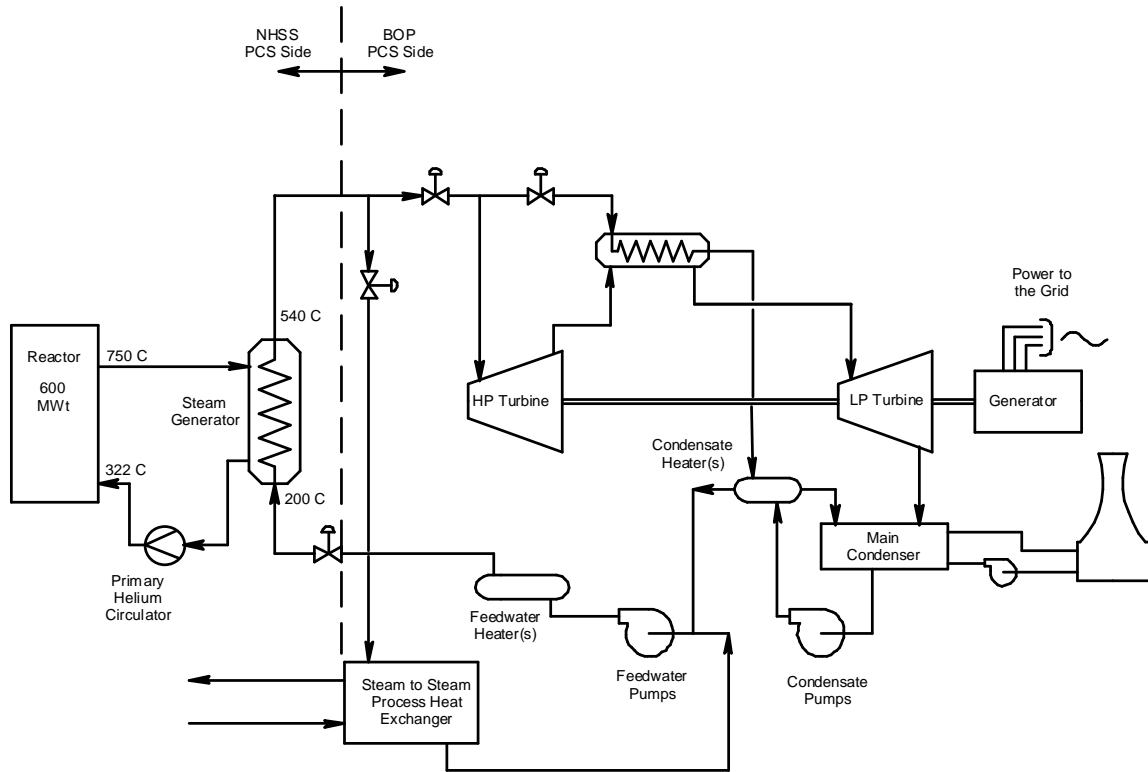 NHSS
PCS Side
BOP
PCS Side
Power to
the Grid
540 C
Reactor
600
MWt
750 C
Steam
Generator
HP Turbine
LP Turbine
Generator
Condensate
Heater(s)
322 C
200 C
Main
Condenser
Primary
Helium
Circulator
Feedwater
Heater(s)
Feedwater
Pumps
Condensate
Pumps
Steam to Steam
Process Heat
Exchanger